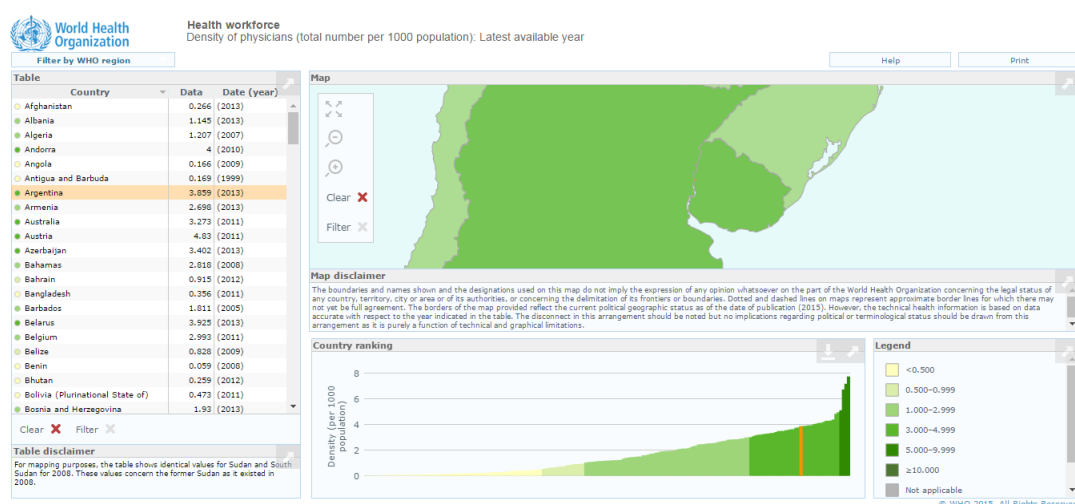 World Health
Organization
Health workforce
Density of physicians (total number per 1000 population): Latest available year
Filter by WHO region
Help
Print
Table
Country Data Date (year)
Afghanistan 0.266 (2013)
Albania 1.145 (2013)
Algeria 1.207 (2007)
Andorra 4 (2010)
Angola 0.166 (2009)
Antigua and Barbuda 0.169 (1999)
Argentina 3.859 (2013)
Armenia 2.698 (2013)
Australia 3.273 (2011)
Austria 4.83 (2011)
Azerbaijan 3.402 (2013)
Bahamas 2.818 (2008)
Bahrain 0.915 (2012)
Bangladesh 0.356 (2011)
Barbados 1.811 (2005)
Belarus 3.925 (2013)
Belgium 2.993 (2011)
Belize 0.828 (2009)
Benin 0.059 (2008)
Bhutan 0.259 (2012)
Bolivia (Plurinational State of) 0.473 (2011)
Bosnia and Herzegovina 1.93 (2013)
Clear Filter
Table disclaimer
For mapping purposes, the table shows identical values for Sudan and South
Sudan for 2008. These values concern the former Sudan as it existed in
2008.
Map
Clear
Filter
Map disclaimer
The boundaries and names shown and the designations used on this map do not imply the expression of any opinion whatsoever on the part of the World Health Organization concerning the legal status of
any country, territory, city or area or of its authorities, or concerning the delimitation of its frontiers or boundaries. Dotted and dashed lines on maps represent approximate border lines for which there may
not yet be full agreement. The borders of the map provided reflect the current political geographic status as of the date of publication (2015). However, the technical health information is based on data
accurate with respect to the year indicated in the table. The disconnect in this arrangement should be noted but no implications regarding political or terminological status should be drawn from this
arrangement as it is purely a function of technical and graphical limitations.
Country ranking
Density (per 1000
population)
8
6
4
2
0
Legend
<0.500
0.500–0.999
1.000–2.999
3.000–4.999
5.000–9.999
≥10.000
Not applicable
© WHO 2015. All Rights Reserved